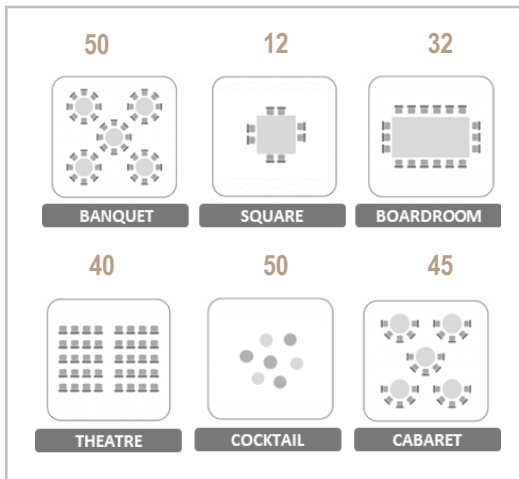 50 12 32
BANQUET SQUARE BOARDROOM
40 50 45
THEATRE COCKTAIL CABARET